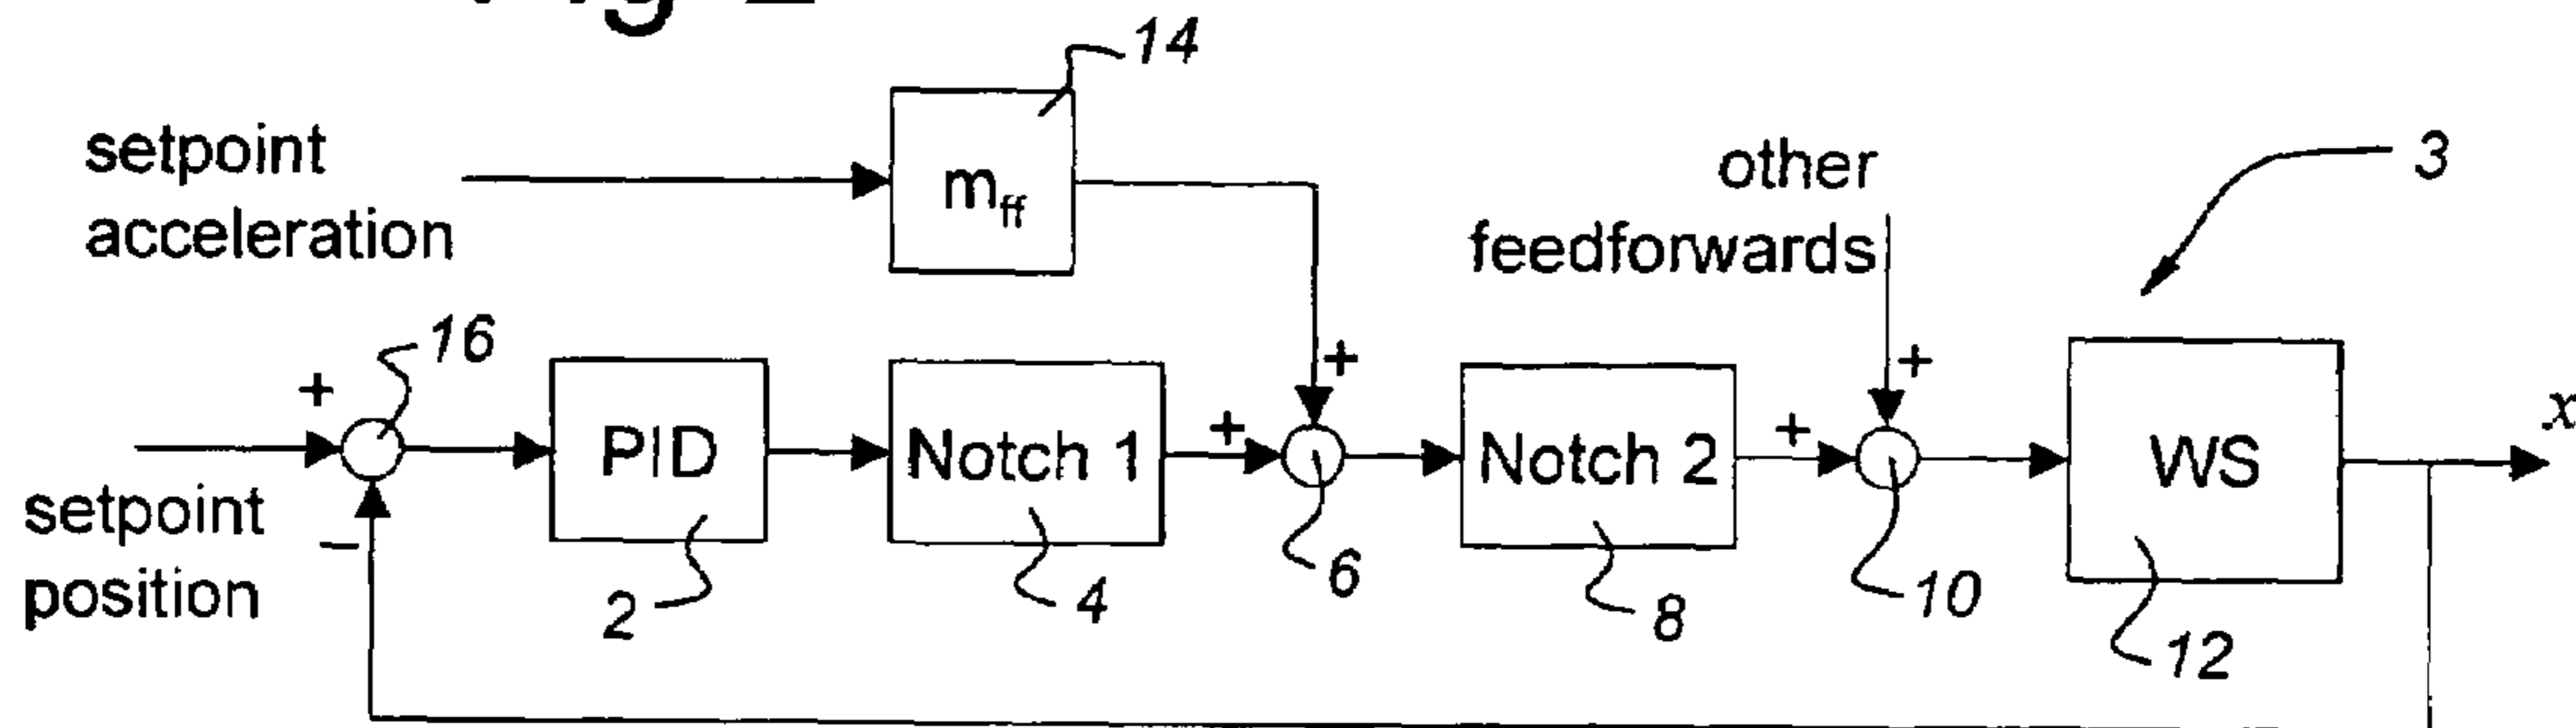 14
setpoint
acceleration
m_ff
other
feedforwards
3
+
+
+
16
+
PID
Notch 1
+
Notch 2
+
WS
x
setpoint
position
−
2
4
6
8
10
12